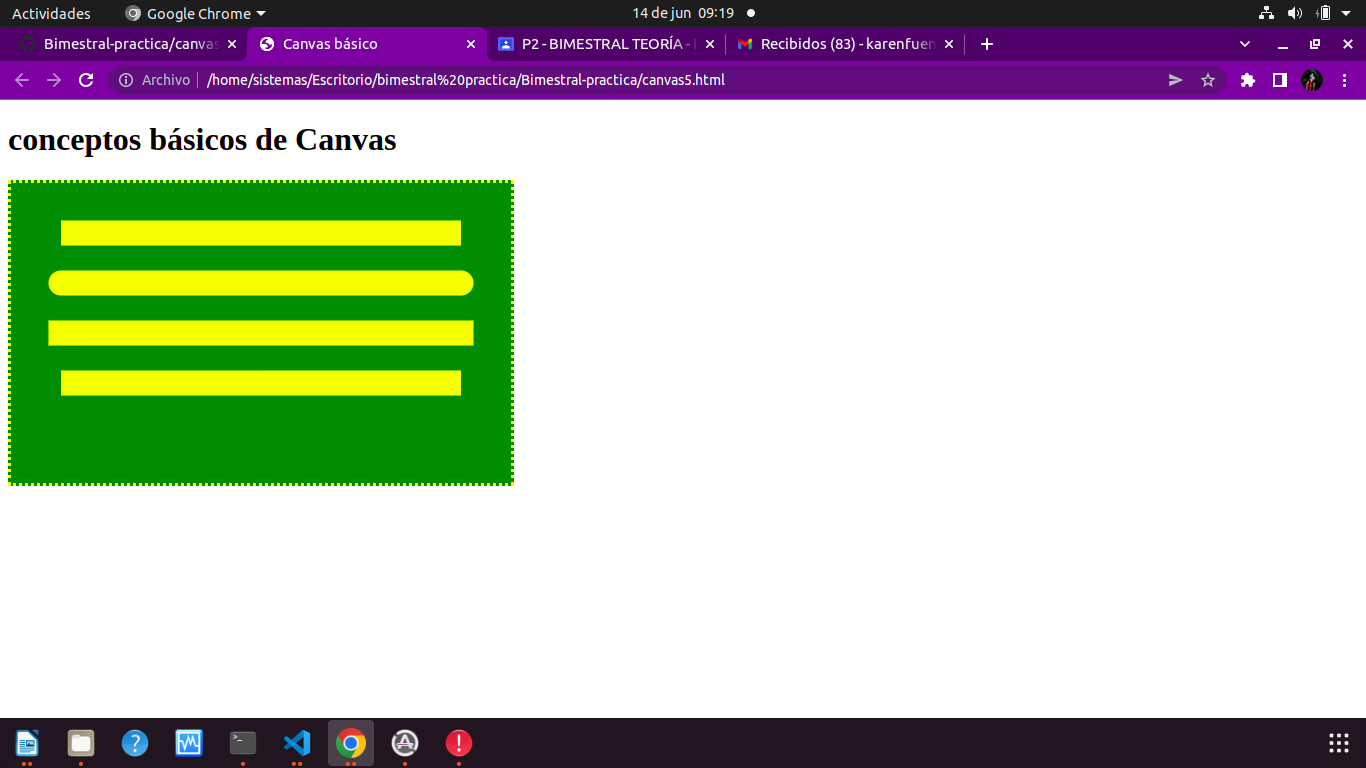 Actividades Google Chrome 14 de jun 09:19
Bimestral-practica/canvas Canvas básico P2 - BIMESTRAL TEORÍA - Recibidos (83) - karenfuen
Archivo /home/sistemas/Escritorio/bimestral%20practica/Bimestral-practica/canvas5.html
conceptos básicos de Canvas